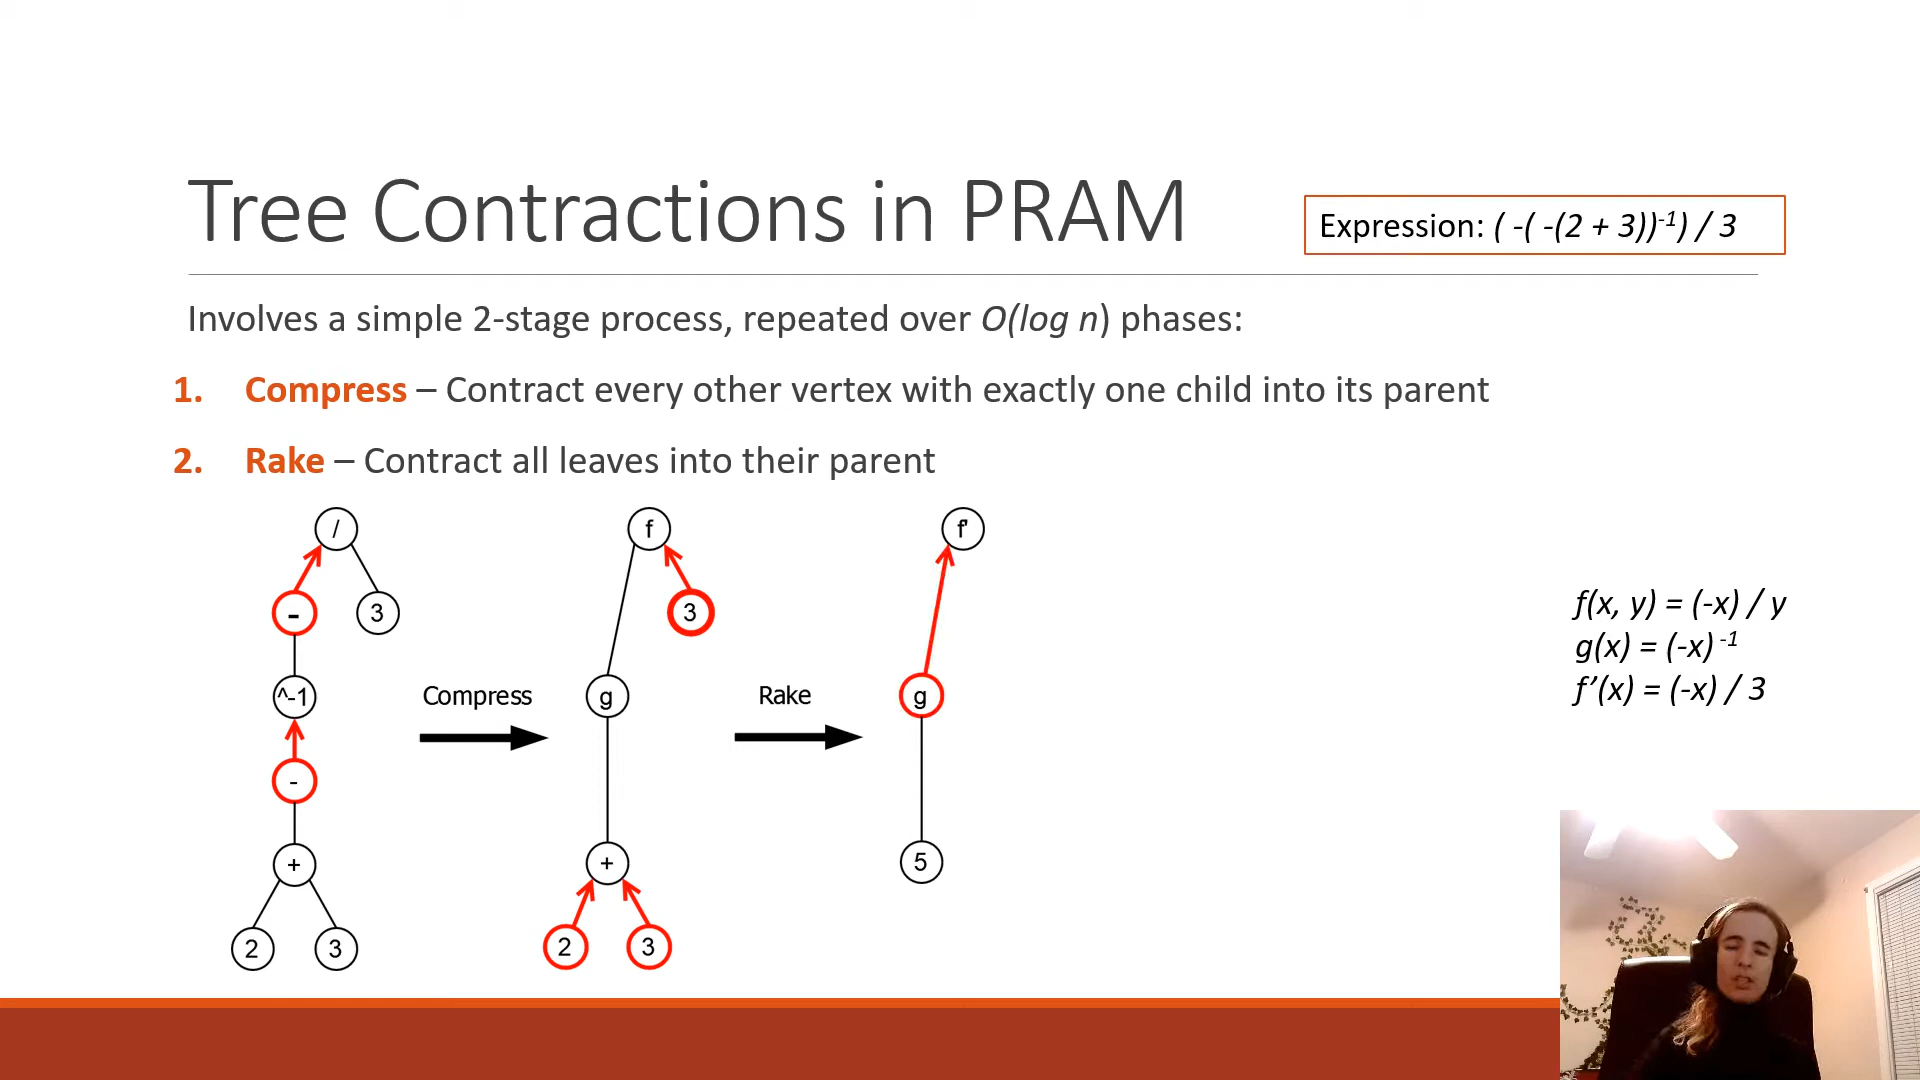 Tree Contractions in PRAM
Expression: ( -( -(2 + 3))⁻¹) / 3
Involves a simple 2-stage process, repeated over O(log n) phases:
1. Compress – Contract every other vertex with exactly one child into its parent
2. Rake – Contract all leaves into their parent
/
-
3
^-1
-
+
2
3
Compress
f
3
g
+
2
3
Rake
f'
g
5
f(x, y) = (-x) / y
g(x) = (-x)⁻¹
f’(x) = (-x) / 3